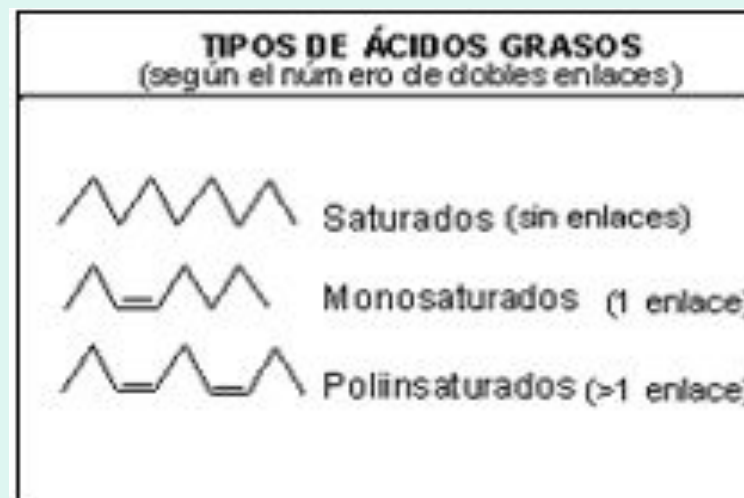 TIPOS DE ÁCIDOS GRASOS
(según el número de dobles enlaces)
Saturados (sin enlaces)
Monosaturados (1 enlace)
Poliinsaturados (>1 enlace)